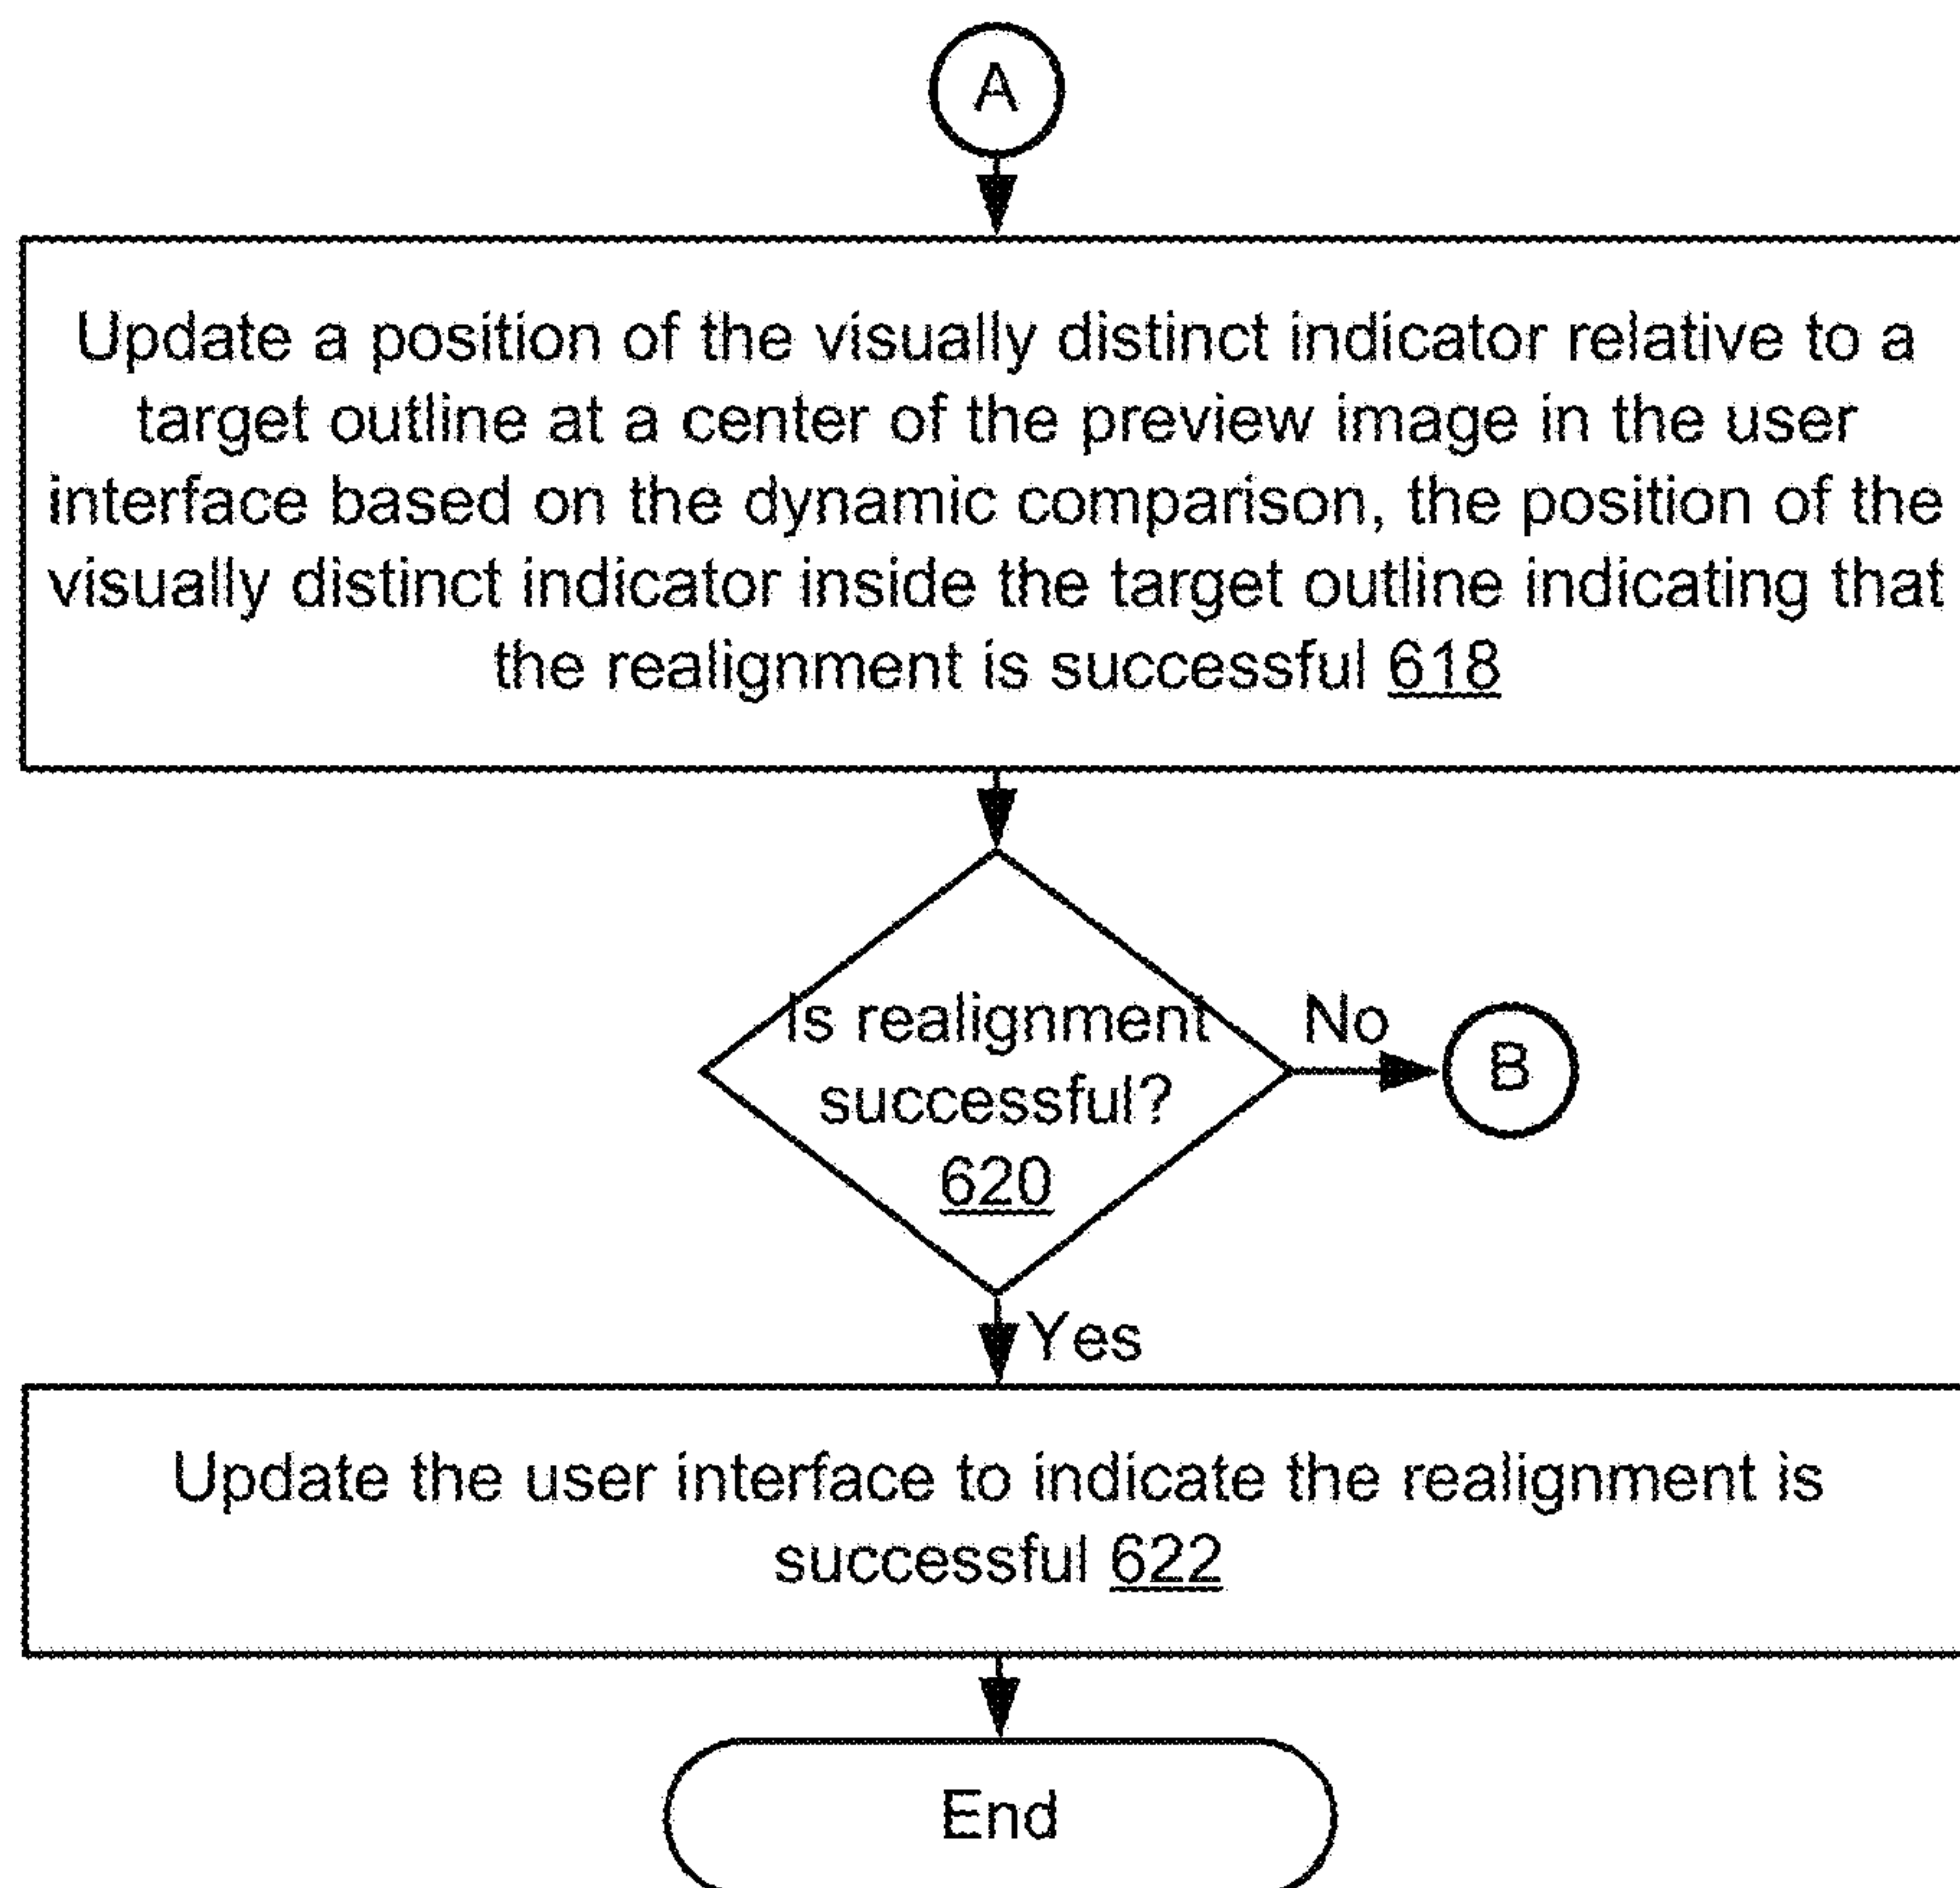 A
Update a position of the visually distinct indicator relative to a
target outline at a center of the preview image in the user
interface based on the dynamic comparison, the position of the
visually distinct indicator inside the target outline indicating that
the realignment is successful 618
Is realignment
successful?
620
No
B
Yes
Update the user interface to indicate the realignment is
successful 622
End